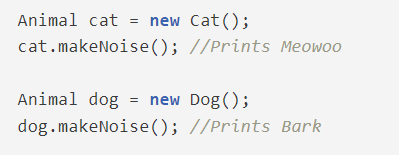 Animal cat = new Cat();
cat.makeNoise(); //Prints Meowoo
Animal dog = new Dog();
dog.makeNoise(); //Prints Bark